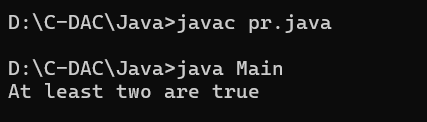 D:\C-DAC\Java>javac pr.java
D:\C-DAC\Java>java Main
At least two are true